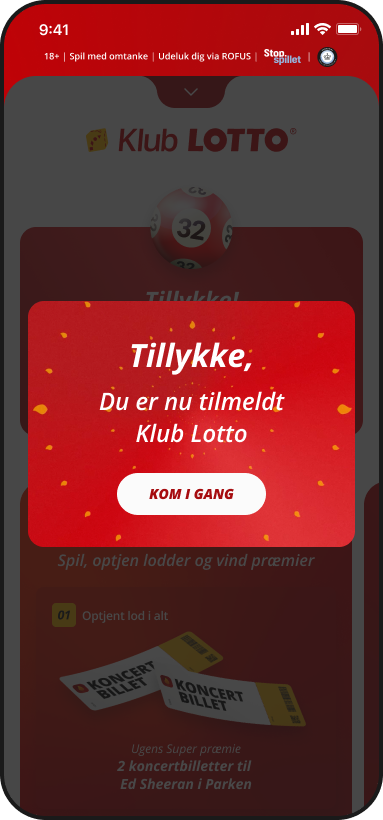 9:41
18+ | Spil med omtanke | Udeluk dig via ROFUS |
Stop
spillet
|
Klub LOTTO®
32
32
32
Tillykke!
Tillykke,
Du er nu tilmeldt
Klub Lotto
KOM I GANG
Spil, optjen lodder og vind præmier
01 Optjent lod i alt
KONCERT
BILLET
KONCERT
BILLET
Ugens Super præmie
2 koncertbilletter til
Ed Sheeran i Parken